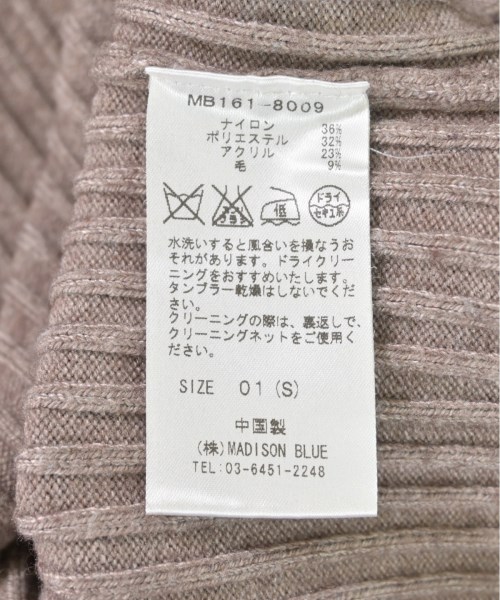 MB161-8009
ナイロン 36%
ポリエステル 32%
アクリル 23%
毛 9%
エンソ サラシ 低 ドライ セキユ系
水洗いすると風合いを損なうお
それがあります。ドライクリー
ニングをおすすめいたします。
タンブラー乾燥はしないでくだ
さい。
クリーニングの際は、裏返しで、
クリーニングネットをご使用く
ださい。
SIZE 01 (S)
中国製
(株) MADISON BLUE
TEL:03-6451-2248